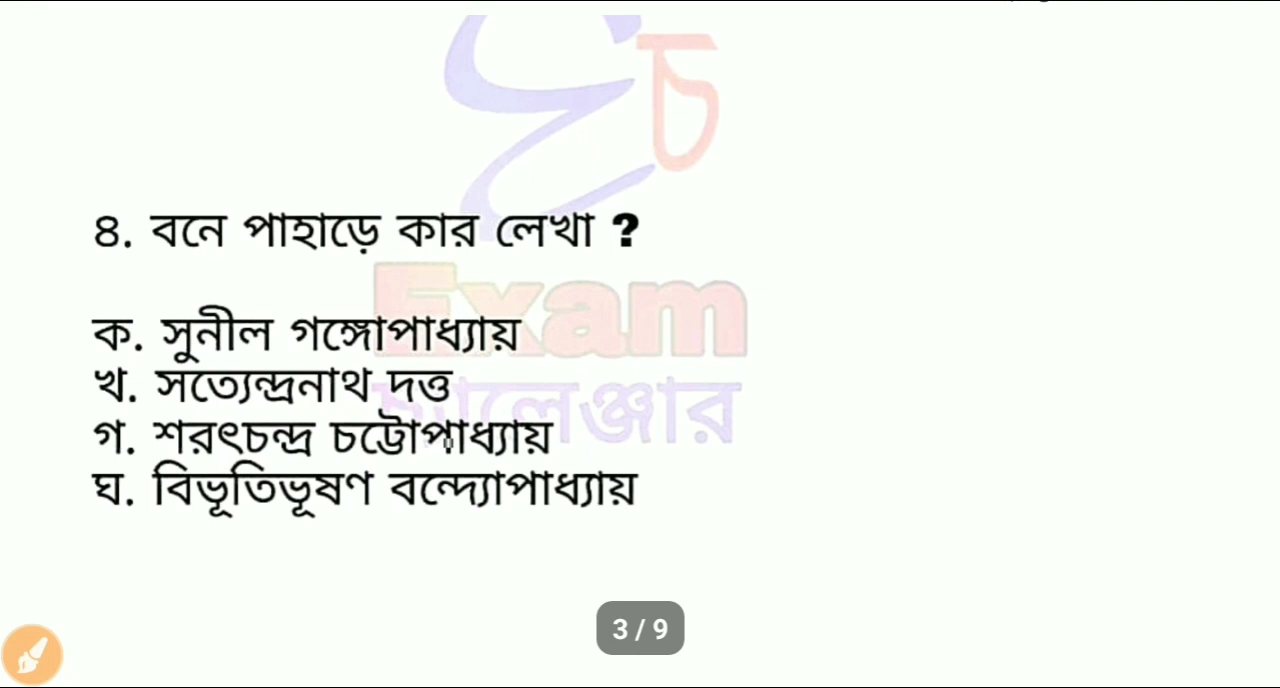 চ
৪. বনে পাহাড়ে কার লেখা ?
Exam
চ্যালেঞ্জার
ক. সুনীল গঙ্গোপাধ্যায়
খ. সত্যেন্দ্রনাথ দত্ত
গ. শরৎচন্দ্র চট্টোপাধ্যায়
ঘ. বিভূতিভূষণ বন্দ্যোপাধ্যায়
3 / 9